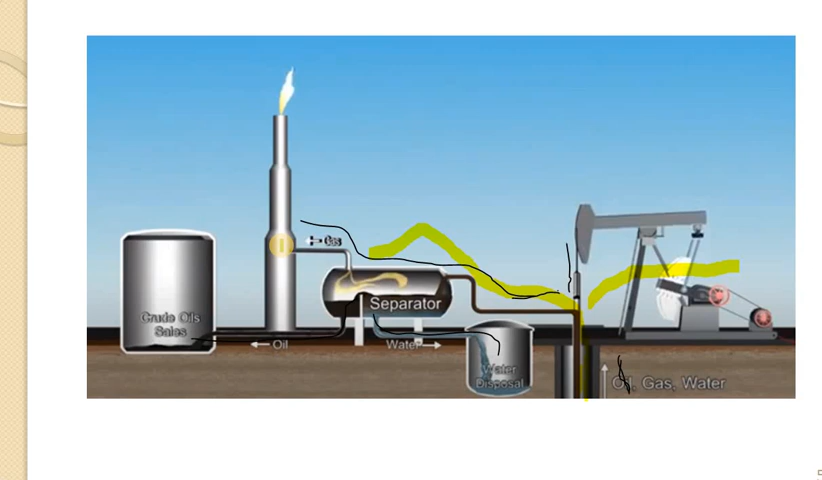 Gas
Separator
Crude Oils
Sales
Oil
Water
Water
Disposal
Oil, Gas, Water